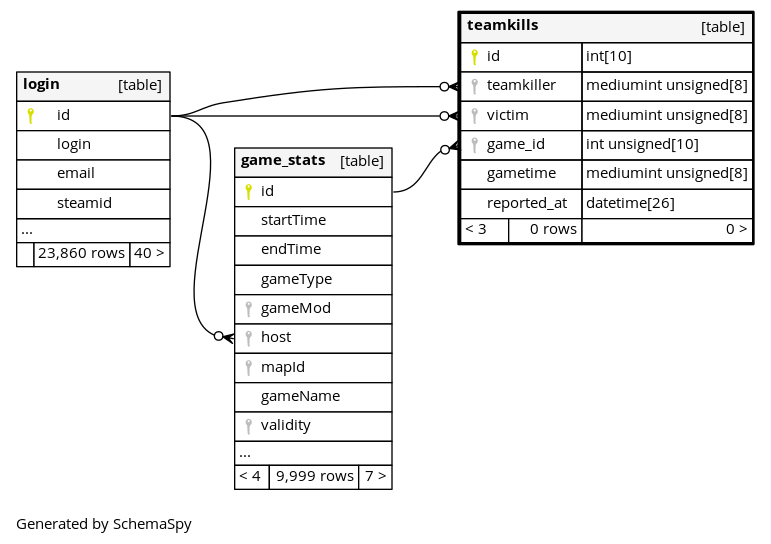 login [table]
id
login
email
steamid
...
23,860 rows 40 >
game_stats [table]
id
startTime
endTime
gameType
gameMod
host
mapId
gameName
validity
...
< 4 9,999 rows 7 >
teamkills [table]
id int[10]
teamkiller mediumint unsigned[8]
victim mediumint unsigned[8]
game_id int unsigned[10]
gametime mediumint unsigned[8]
reported_at datetime[26]
< 3 0 rows 0 >
Generated by SchemaSpy